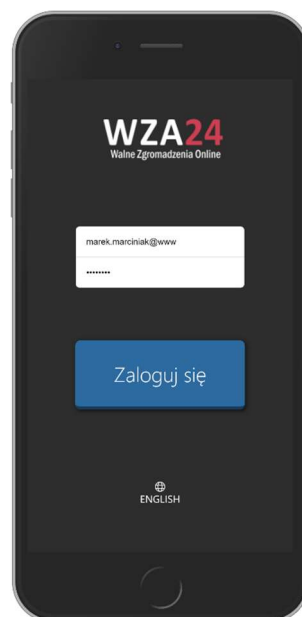 WZA24
Walne Zgromadzenia Online
marek.marciniak@www
••••••••
Zaloguj się
ENGLISH